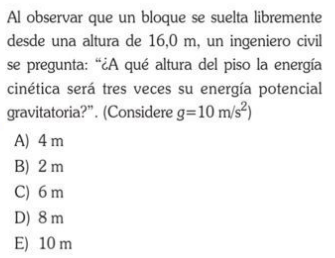 Al observar que un bloque se suelta libremente
desde una altura de 16,0 m, un ingeniero civil
se pregunta: “¿A qué altura del piso la energía
cinética será tres veces su energía potencial
gravitatoria?”. (Considere g=10 m/s²)
A) 4 m
B) 2 m
C) 6 m
D) 8 m
E) 10 m